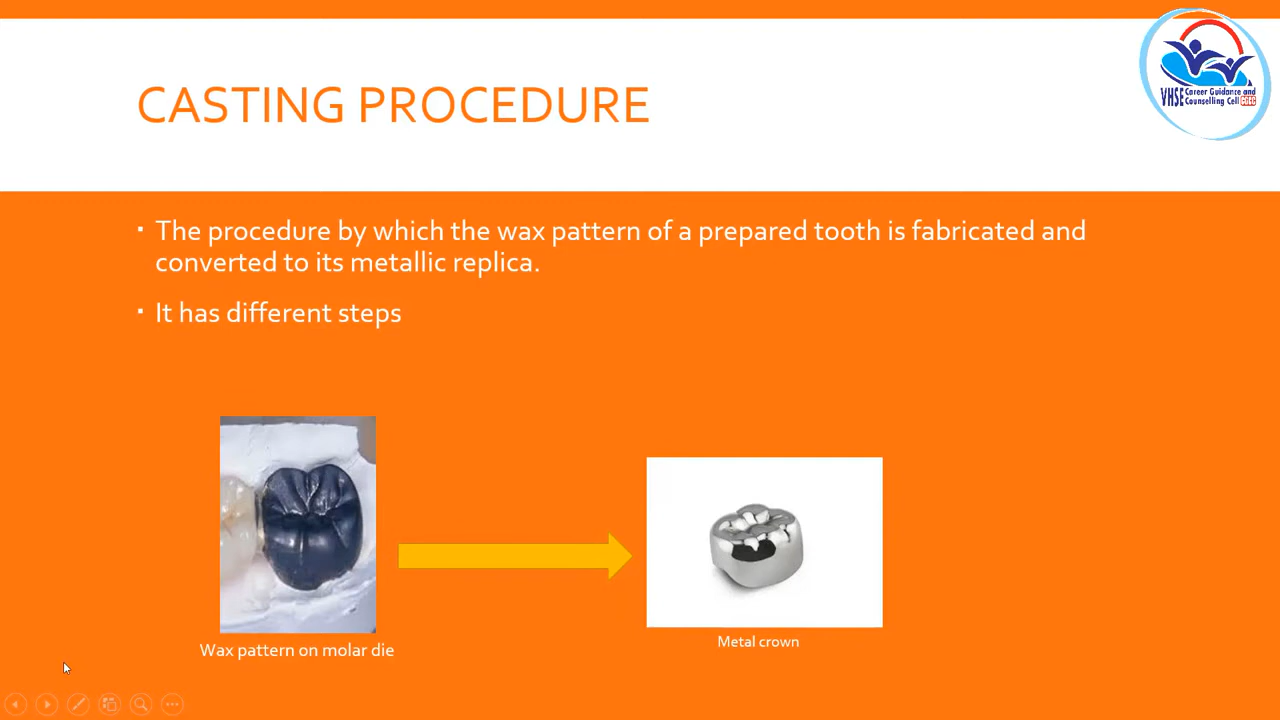 VHSE Career Guidance and
Counselling Cell CGCC
CASTING PROCEDURE
▪ The procedure by which the wax pattern of a prepared tooth is fabricated and
converted to its metallic replica.
▪ It has different steps
Wax pattern on molar die
Metal crown